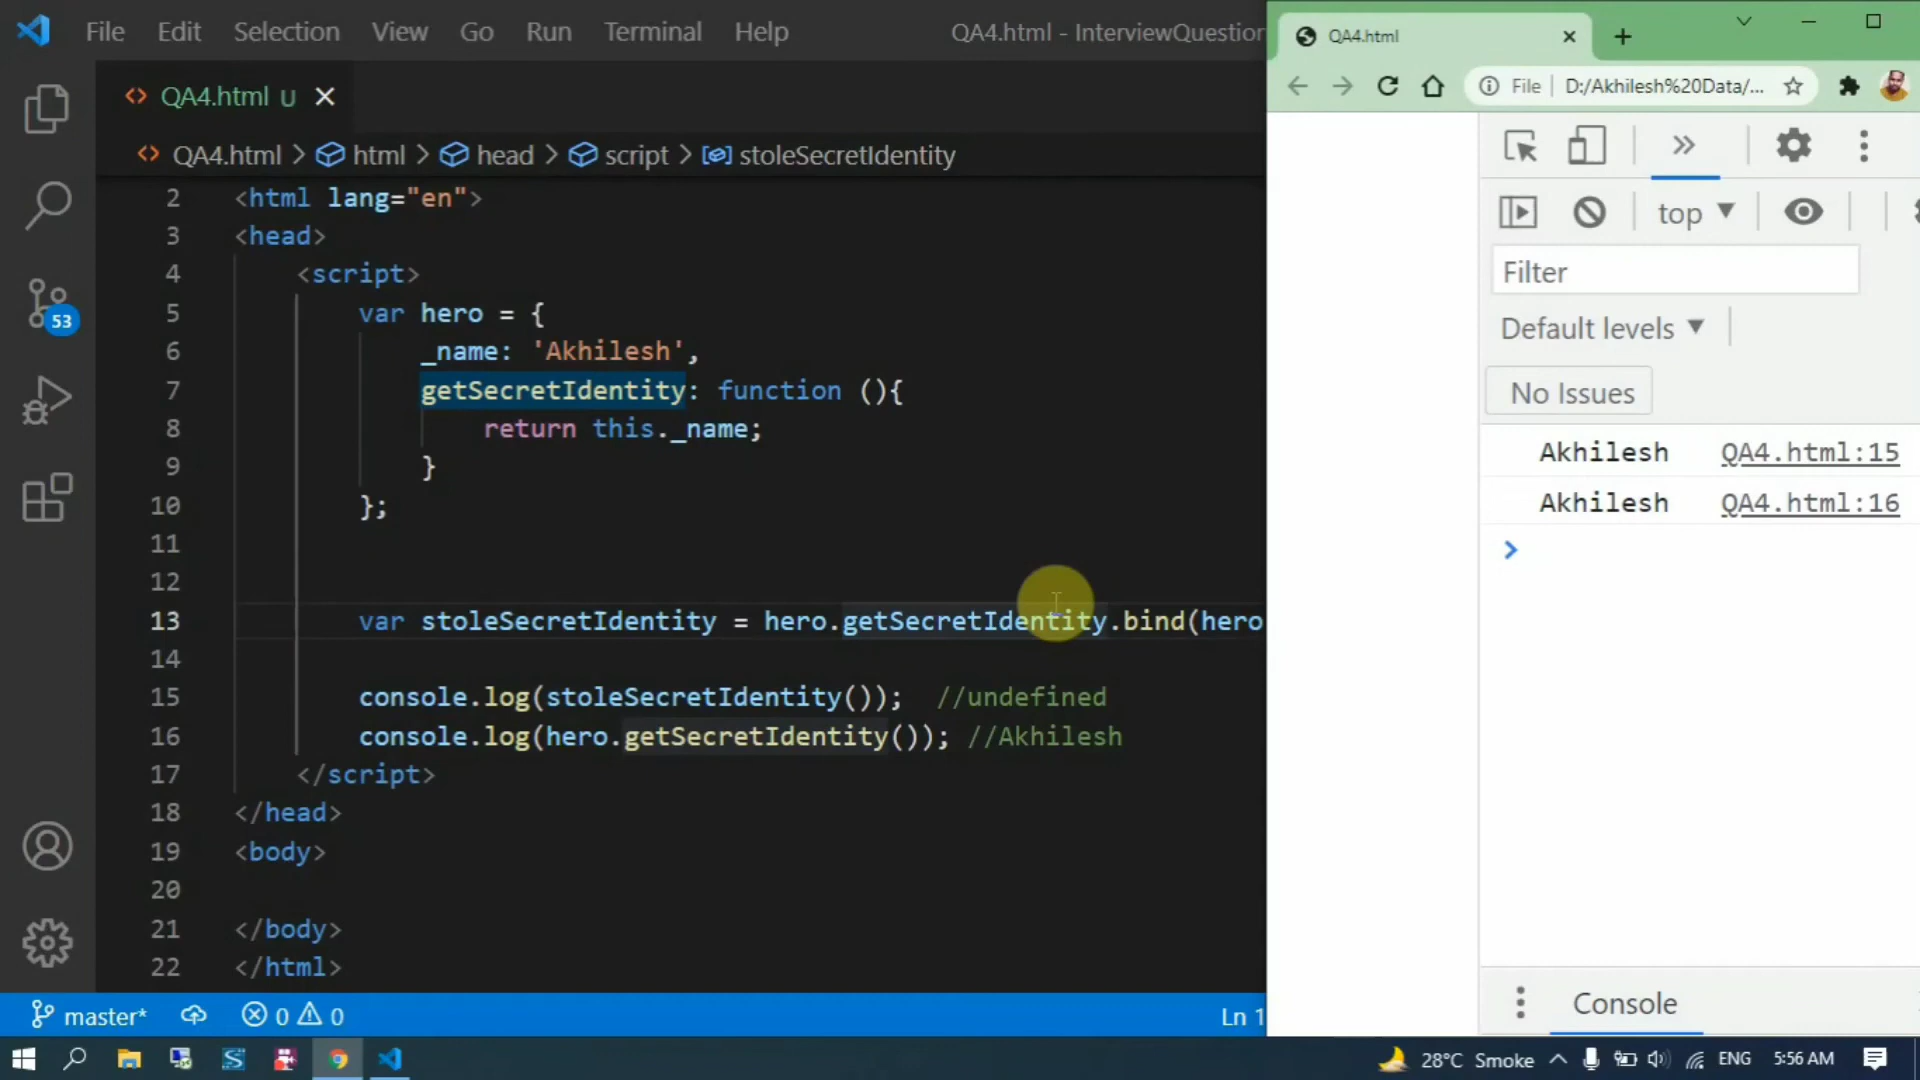 File Edit Selection View Go Run Terminal Help QA4.html - InterviewQuestion
QA4.html U
QA4.html > html > head > script > stoleSecretIdentity
2 <html lang="en">
3 <head>
4 <script>
5 var hero = {
6 _name: 'Akhilesh',
7 getSecretIdentity: function (){
8 return this._name;
9 }
10 };
11
12
13 var stoleSecretIdentity = hero.getSecretIdentity.bind(hero
14
15 console.log(stoleSecretIdentity()); //undefined
16 console.log(hero.getSecretIdentity()); //Akhilesh
17 </script>
18 </head>
19 <body>
20
21 </body>
22 </html>
53
master* 0 0 Ln 1
QA4.html
File D:/Akhilesh%20Data/...
top
Filter
Default levels
No Issues
Akhilesh QA4.html:15
Akhilesh QA4.html:16
>
Console
28°C Smoke ENG 5:56 AM